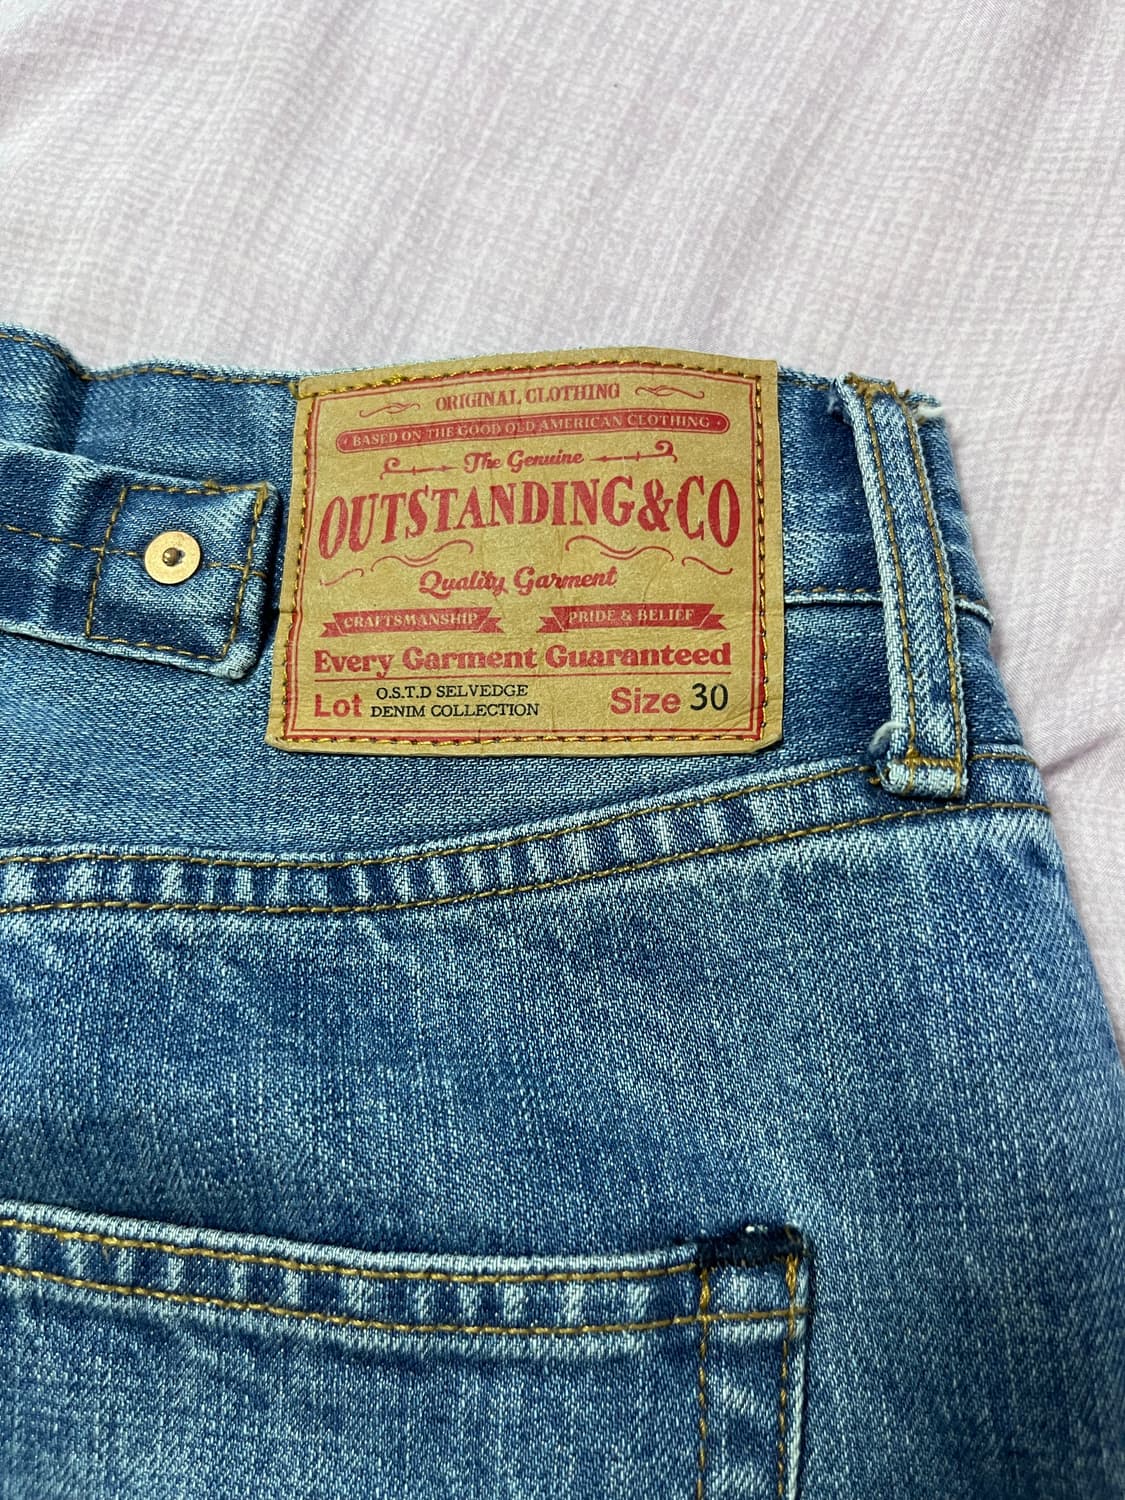 ORIGINAL CLOTHING
BASED ON THE GOOD OLD AMERICAN CLOTHING
The Genuine
OUTSTANDING&CO
Quality Garment
CRAFTSMANSHIP PRIDE & BELIEF
Every Garment Guaranteed
Lot O.S.T.D SELVEDGE
DENIM COLLECTION Size 30